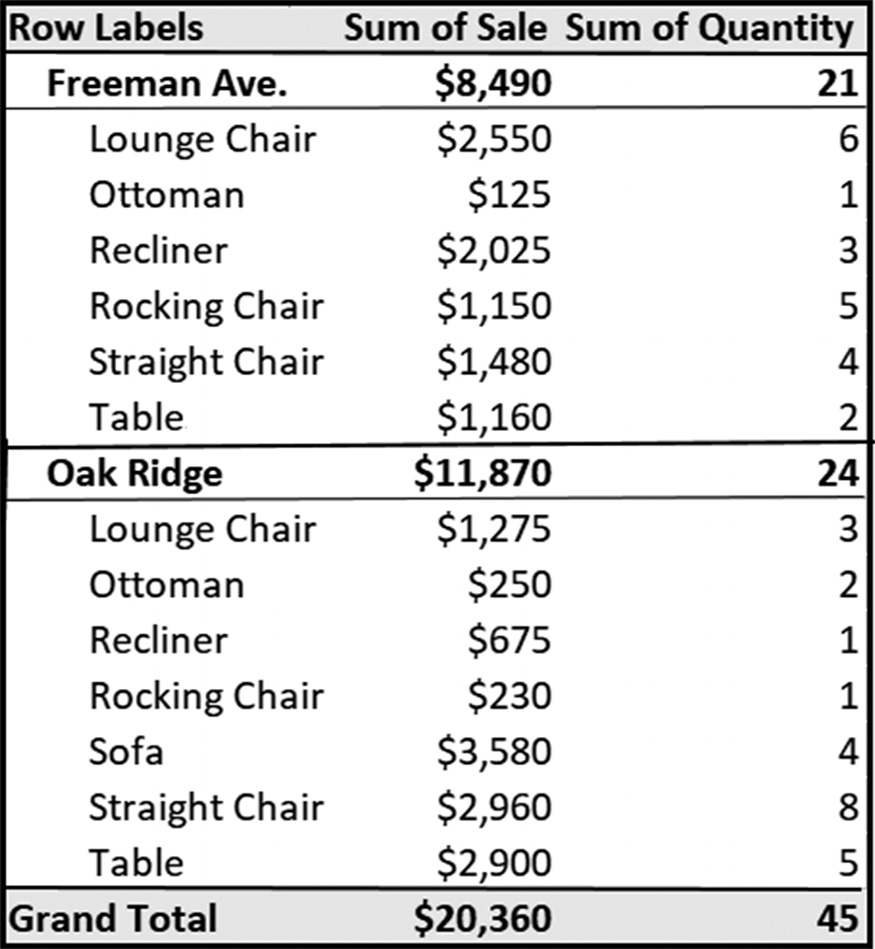 Row Labels Sum of Sale Sum of Quantity
Freeman Ave. $8,490 21
Lounge Chair $2,550 6
Ottoman $125 1
Recliner $2,025 3
Rocking Chair $1,150 5
Straight Chair $1,480 4
Table $1,160 2
Oak Ridge $11,870 24
Lounge Chair $1,275 3
Ottoman $250 2
Recliner $675 1
Rocking Chair $230 1
Sofa $3,580 4
Straight Chair $2,960 8
Table $2,900 5
Grand Total $20,360 45